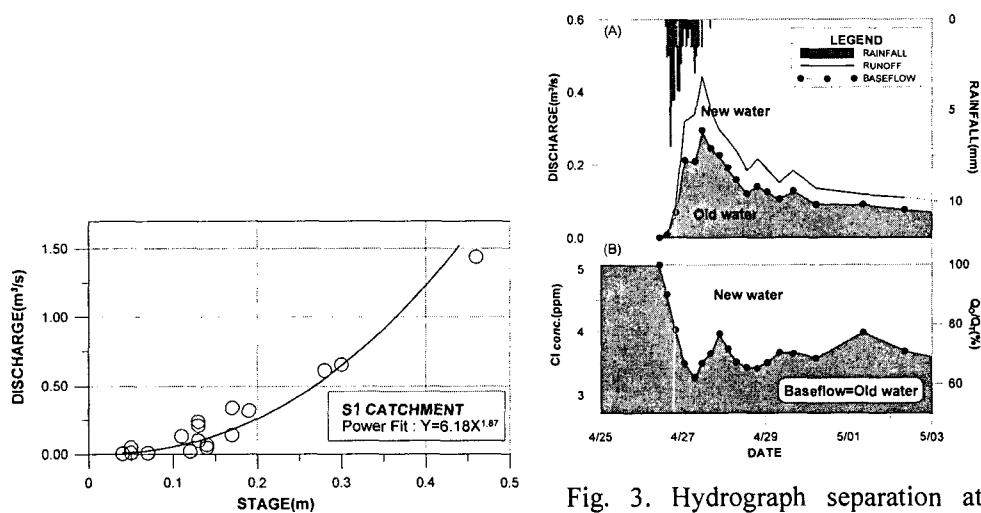 1.50
1.00
0.50
0.00
DISCHARGE(m³/s)
0
0.1
0.2
0.3
0.4
0.5
STAGE(m)
S1 CATCHMENT
Power Fit : Y=6.18X^1.87
(A)
0.6
0.4
0.2
0.0
DISCHARGE(m³/s)
LEGEND
RAINFALL
RUNOFF
BASEFLOW
0
5
10
RAINFALL(mm)
New water
Old water
(B)
5
4
3
Cl conc.(ppm)
New water
100
80
60
Q₀/Qᴛ(%)
Baseflow=Old water
4/25
4/27
4/29
5/01
5/03
DATE
Fig. 3. Hydrograph separation at